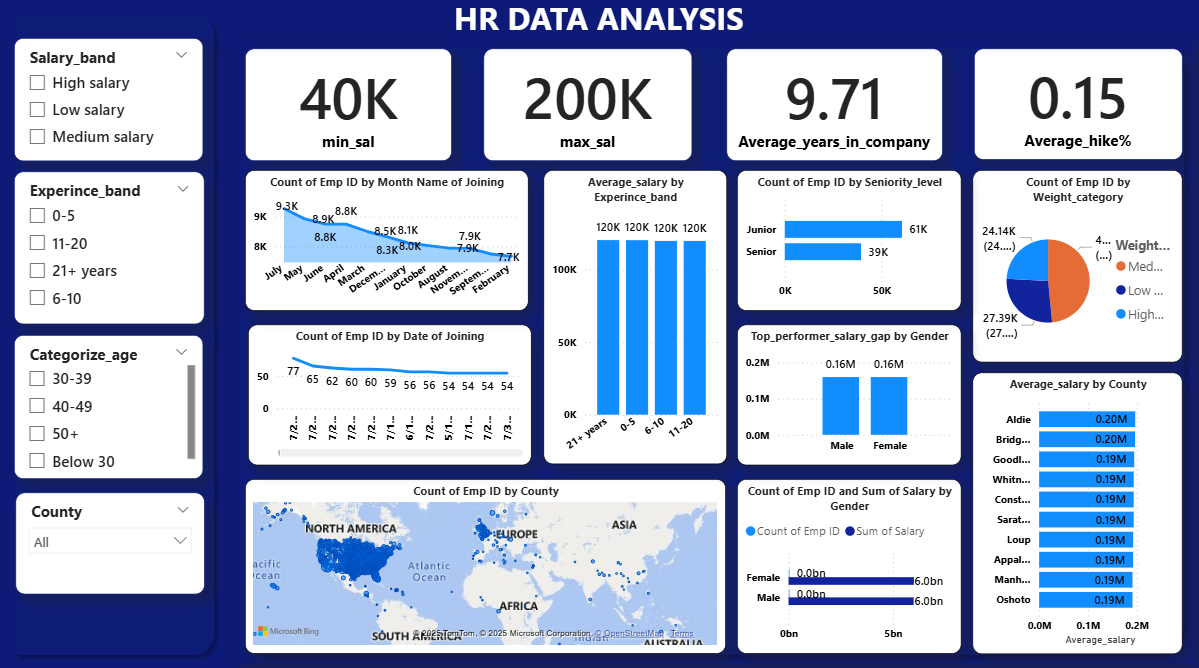 HR DATA ANALYSIS
Salary_band
High salary
Low salary
Medium salary
Experince_band
0-5
11-20
21+ years
6-10
Categorize_age
30-39
40-49
50+
Below 30
County
All
40K
min_sal
200K
max_sal
9.71
Average_years_in_company
0.15
Average_hike%
Count of Emp ID by Month Name of Joining
9K
8K
9.3K
8.9K
8.8K
8.8K
8.5K
8.3K
8.1K
8.0K
7.9K
7.9K
7.7K
July
May
June
April
March
Decem...
January
October
August
Novem...
Septem...
February
Count of Emp ID by Date of Joining
50
0
77 65 62 60 60 59 56 56 54 54 54 54
7/2... 7/2... 7/2... 7/2... 7/2... 7/1... 6/1... 7/2... 5/1... 7/1... 7/2... 7/3...
Average_salary by
Experince_band
120K 120K 120K 120K
100K
50K
0K
21+ years
0-5
6-10
11-20
Count of Emp ID by Seniority_level
Junior 61K
Senior 39K
0K 50K
Top_performer_salary_gap by Gender
0.2M
0.1M
0.0M
0.16M 0.16M
Male Female
Count of Emp ID by
Weight_category
24.14K
(24....)
4...
(...)
27.39K
(27....)
Weight...
Med...
Low ...
High...
Average_salary by County
Aldie 0.20M
Bridg... 0.20M
Goodl... 0.19M
Whitn... 0.19M
Const... 0.19M
Sarat... 0.19M
Loup 0.19M
Appal... 0.19M
Manh... 0.19M
Oshoto 0.19M
0.0M 0.1M 0.2M
Average_salary
Count of Emp ID by County
NORTH AMERICA
EUROPE
ASIA
acific
cean
Atlantic
Ocean
AFRICA
SOUTH AMERICA
Indian
AUSTRALIA
Microsoft Bing
© 2025 TomTom, © 2025 Microsoft Corporation, © OpenStreetMap Terms
Count of Emp ID and Sum of Salary by
Gender
Count of Emp ID Sum of Salary
Female 0.0bn 6.0bn
Male 0.0bn 6.0bn
0bn 5bn